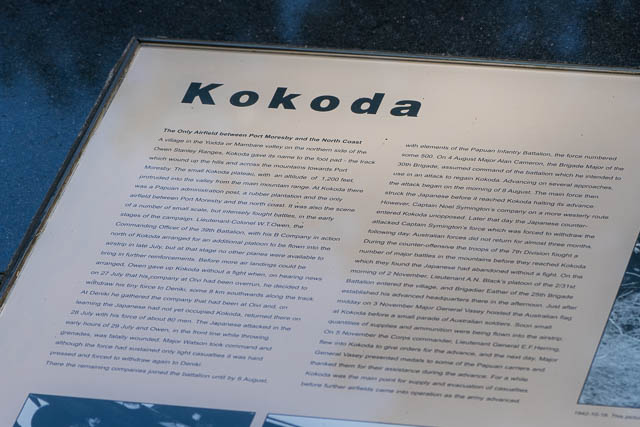 Kokoda
The Only Airfield between Port Moresby and the North Coast
A village in the Yodda or Mambare valley on the northern side of the
Owen Stanley Ranges, Kokoda gave its name to the foot pad - the track
which wound up the hills and across the mountains towards Port
Moresby. The small Kokoda plateau, with an altitude of 1,200 feet,
protruded into the valley from the main mountain range. At Kokoda there
was a Papuan administration post, a rubber plantation and the only
airfield between Port Moresby and the north coast. It was also the scene
of a number of small scale, but intensely fought battles, in the early
stages of the campaign. Lieutenant-Colonel W T Owen, the
Commanding Officer of the 39th Battalion, with his B Company in action
north of Kokoda arranged for an additional platoon to be flown into the
airstrip in late July, but at that stage no other planes were available to
bring in further reinforcements. Before more air landings could be
arranged, Owen gave up Kokoda without a fight when, on hearing news
on 27 July that his company at Oivi had been overrun, he decided to
withdraw his tiny force to Deniki, some 8 km southwards along the track.
At Deniki he gathered the company that had been at Oivi and, on
learning the Japanese had not yet occupied Kokoda, returned there on
28 July with his force of about 80 men. The Japanese attacked in the
early hours of 29 July and Owen, in the front line while throwing
grenades, was fatally wounded. Major Watson took command and
although the force had sustained only light casualties it was hard
pressed and forced to withdraw again to Deniki.
There the remaining companies joined the battalion until by 6 August,
with elements of the Papuan Infantry Battalion, the force numbered
some 500. On 4 August Major Alan Cameron, the Brigade Major of the
30th Brigade, assumed command of the battalion which he intended to
use in an attack to regain Kokoda. Advancing on several approaches,
the attack began on the morning of 8 August. The main force then
struck the Japanese before it reached Kokoda halting its advance.
However, Captain Noel Symington's company on a more westerly route
entered Kokoda unopposed. Later that day the Japanese counter-
attacked Captain Symington's force which was forced to withdraw the
following day. Australian forces did not return for almost three months.
During the counter-offensive the troops of the 7th Division fought a
number of major battles in the mountains before they reached Kokoda
which they found the Japanese had abandoned without a fight. On the
morning of 2 November, Lieutenant A.N. Black's platoon of the 2/31st
Battalion entered the village, and Brigadier Eather of the 25th Brigade
established his advanced headquarters there in the afternoon. Just after
midday on 3 November Major General Vasey hoisted the Australian flag
at Kokoda before a small parade of Australian soldiers. Soon small
quantities of supplies and ammunition were being flown into the airstrip.
On 5 November the Corps commander, Lieutenant General E.F. Herring,
flew into Kokoda to give orders for the advance, and the next day, Major
General Vasey presented medals to some of the Papuan carriers and
thanked them for their assistance during the advance. For a while
Kokoda was the main point for supply and evacuation of casualties
before further airfields came into operation as the army advanced
1942-10-16. This